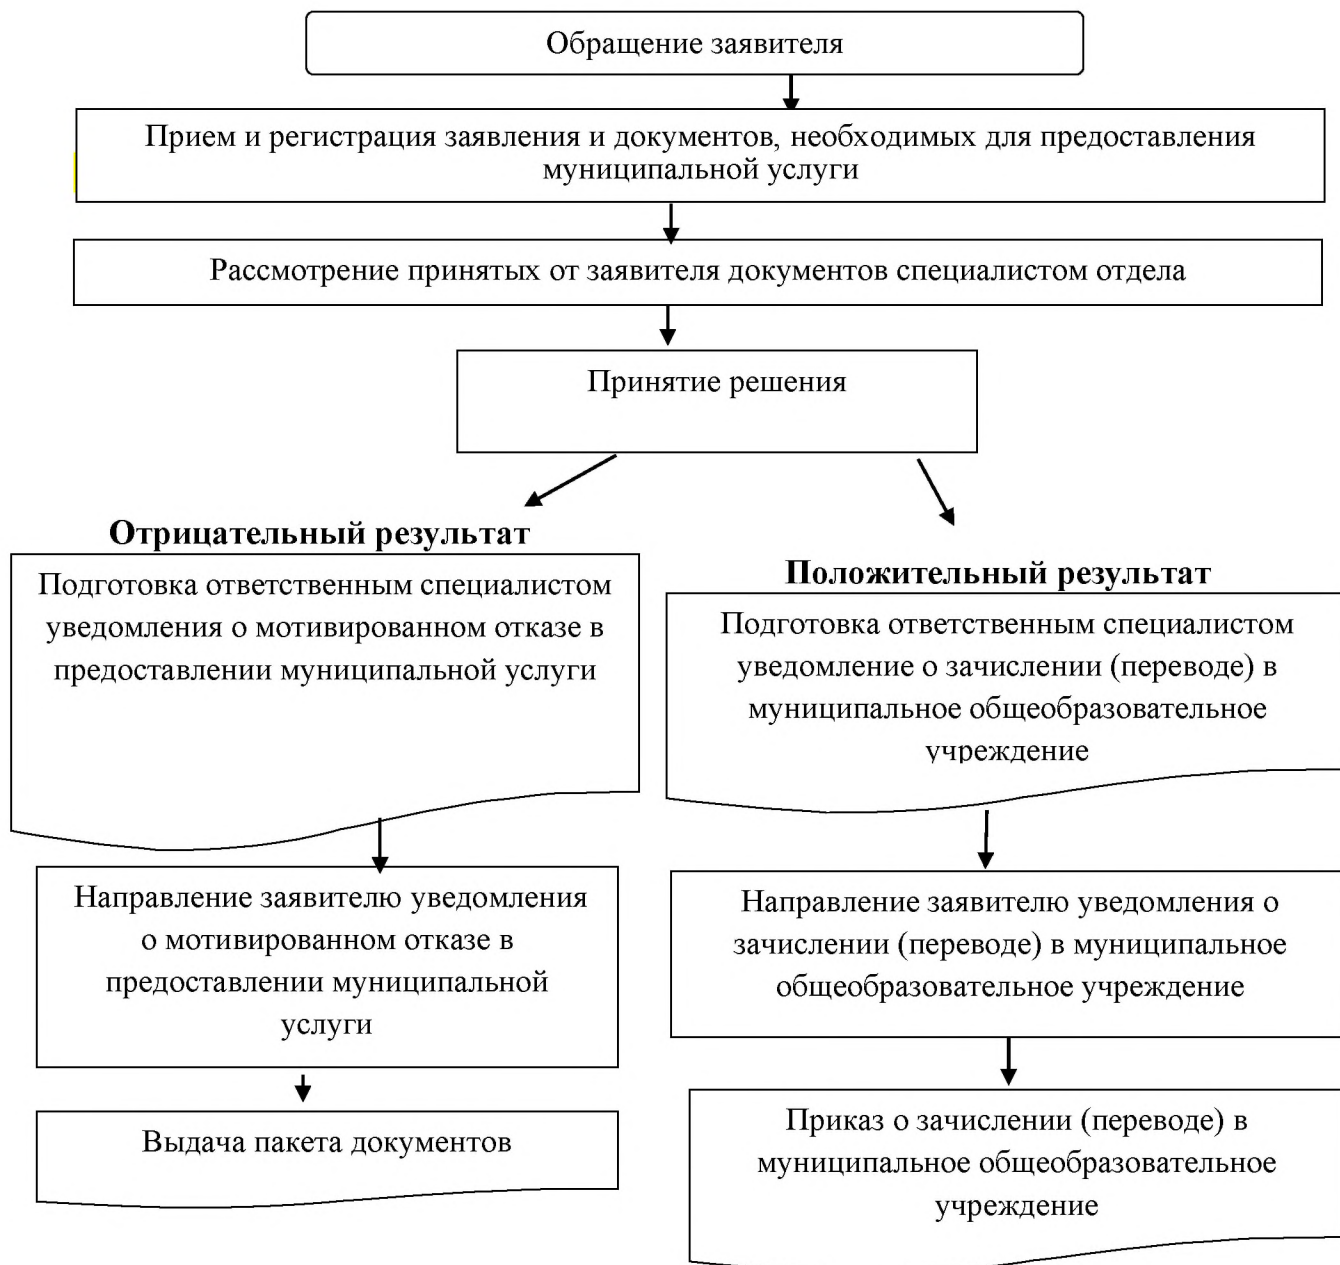 Обращение заявителя
Прием и регистрация заявления и документов, необходимых для предоставления
муниципальной услуги
Рассмотрение принятых от заявителя документов специалистом отдела
Принятие решения
Отрицательный результат
Подготовка ответственным специалистом
уведомления о мотивированном отказе в
предоставлении муниципальной услуги
Направление заявителю уведомления
о мотивированном отказе в
предоставлении муниципальной
услуги
Выдача пакета документов
Положительный результат
Подготовка ответственным специалистом
уведомление о зачислении (переводе) в
муниципальное общеобразовательное
учреждение
Направление заявителю уведомления о
зачислении (переводе) в муниципальное
общеобразовательное учреждение
Приказ о зачислении (переводе) в
муниципальное общеобразовательное
учреждение